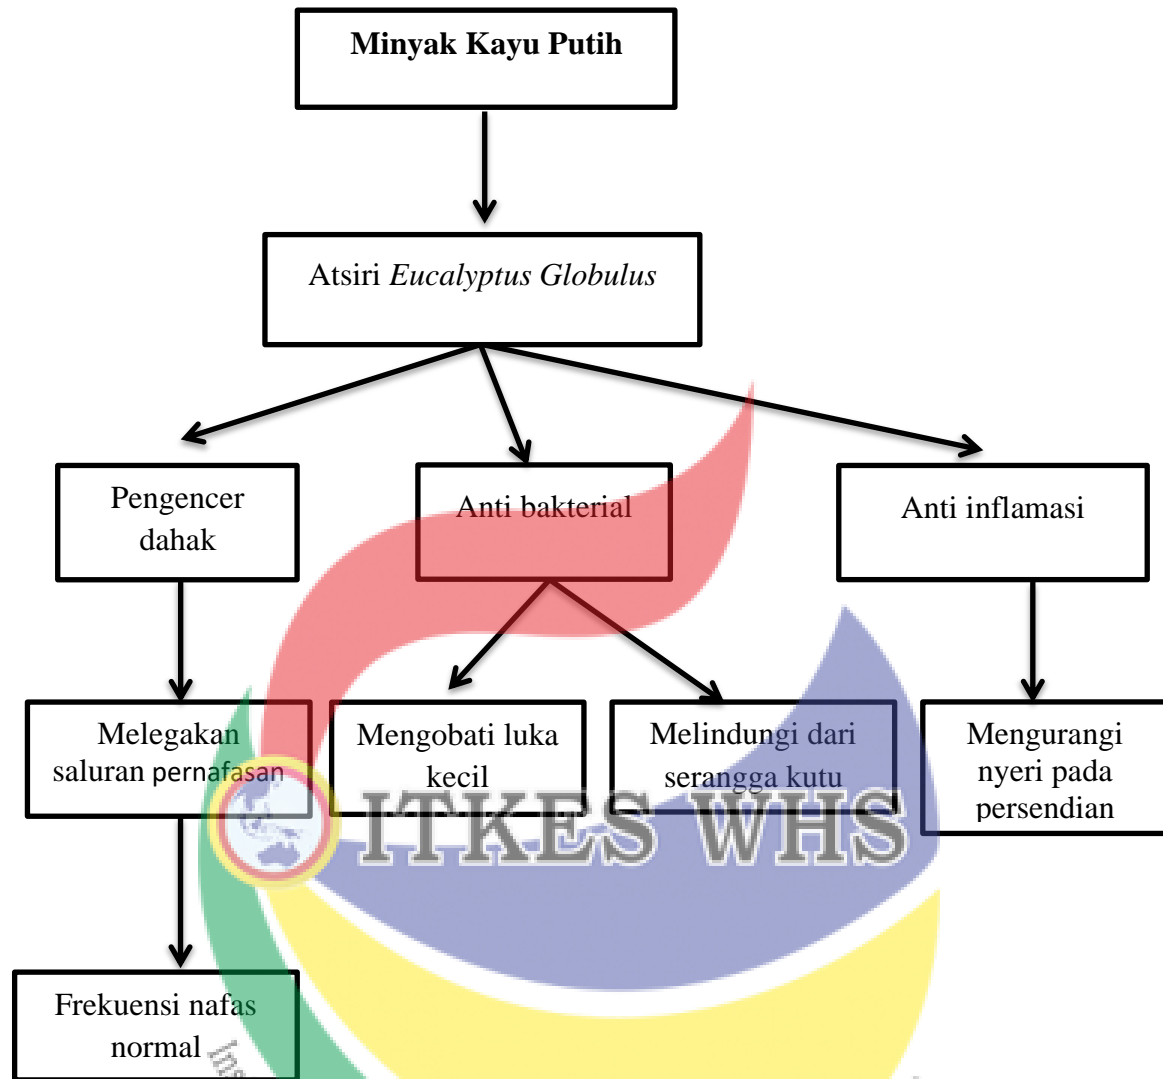 Minyak Kayu Putih
Atsiri Eucalyptus Globulus
Pengencer
dahak
Anti bakterial
Anti inflamasi
Melegakan
saluran pernafasan
Mengobati luka
kecil
Melindungi dari
serangga kutu
Mengurangi
nyeri pada
persendian
ITKES WHS
Frekuensi nafas
normal